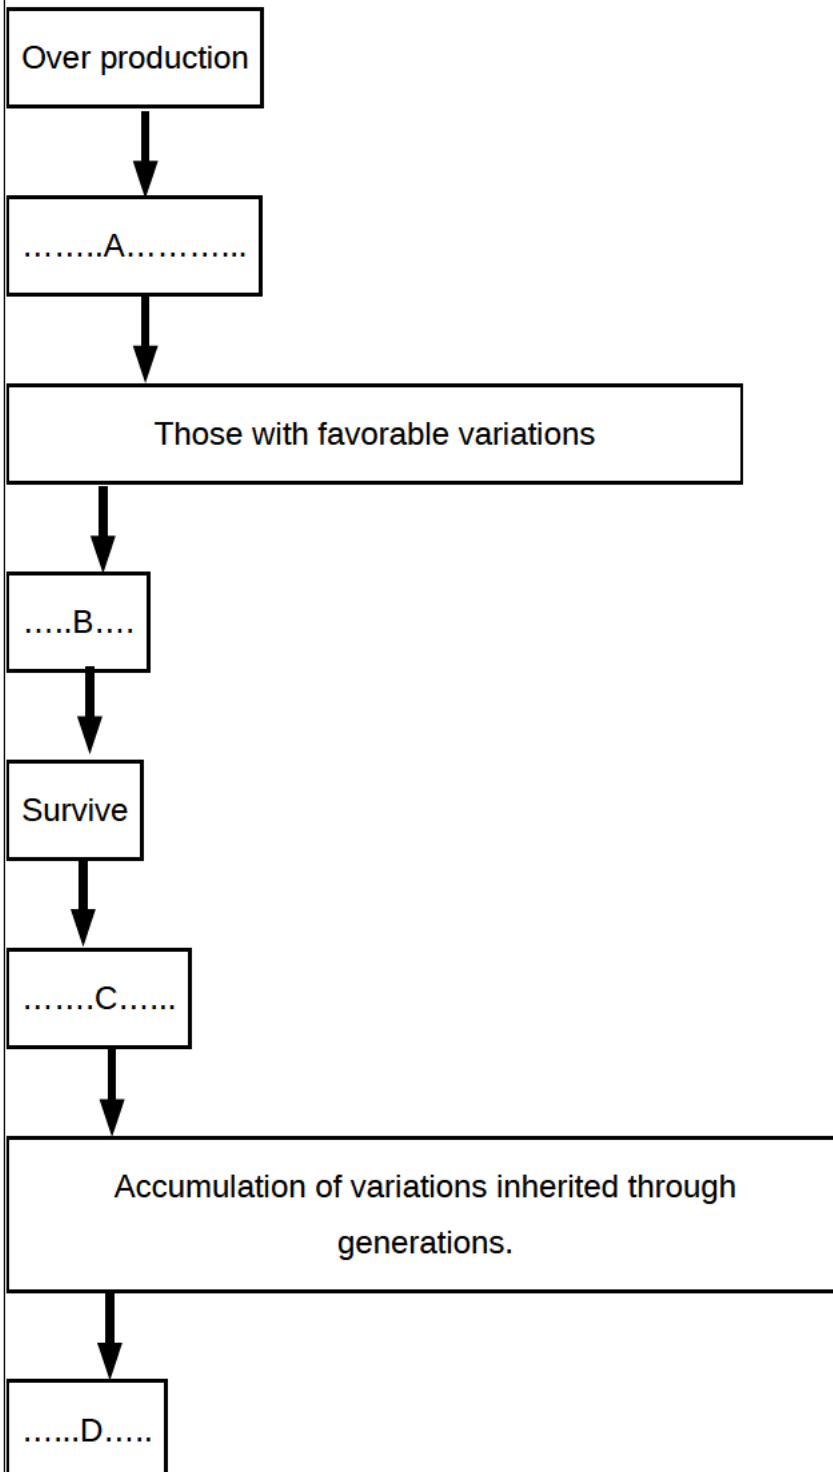 Over production
……..A………...
Those with favorable variations
…..B….
Survive
…….C…...
Accumulation of variations inherited through
generations.
…...D…..